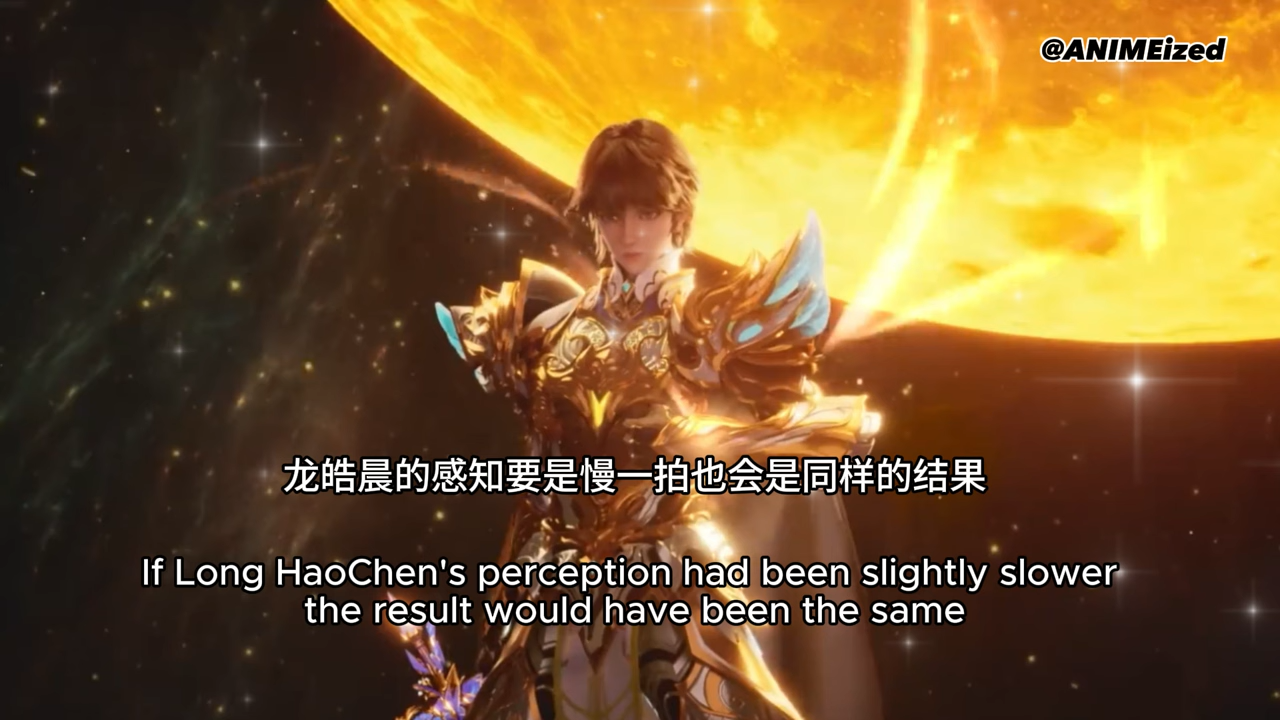 @ANIMEized
龙皓晨的感知要是慢一拍也会是同样的结果
If Long HaoChen's perception had been slightly slower
the result would have been the same